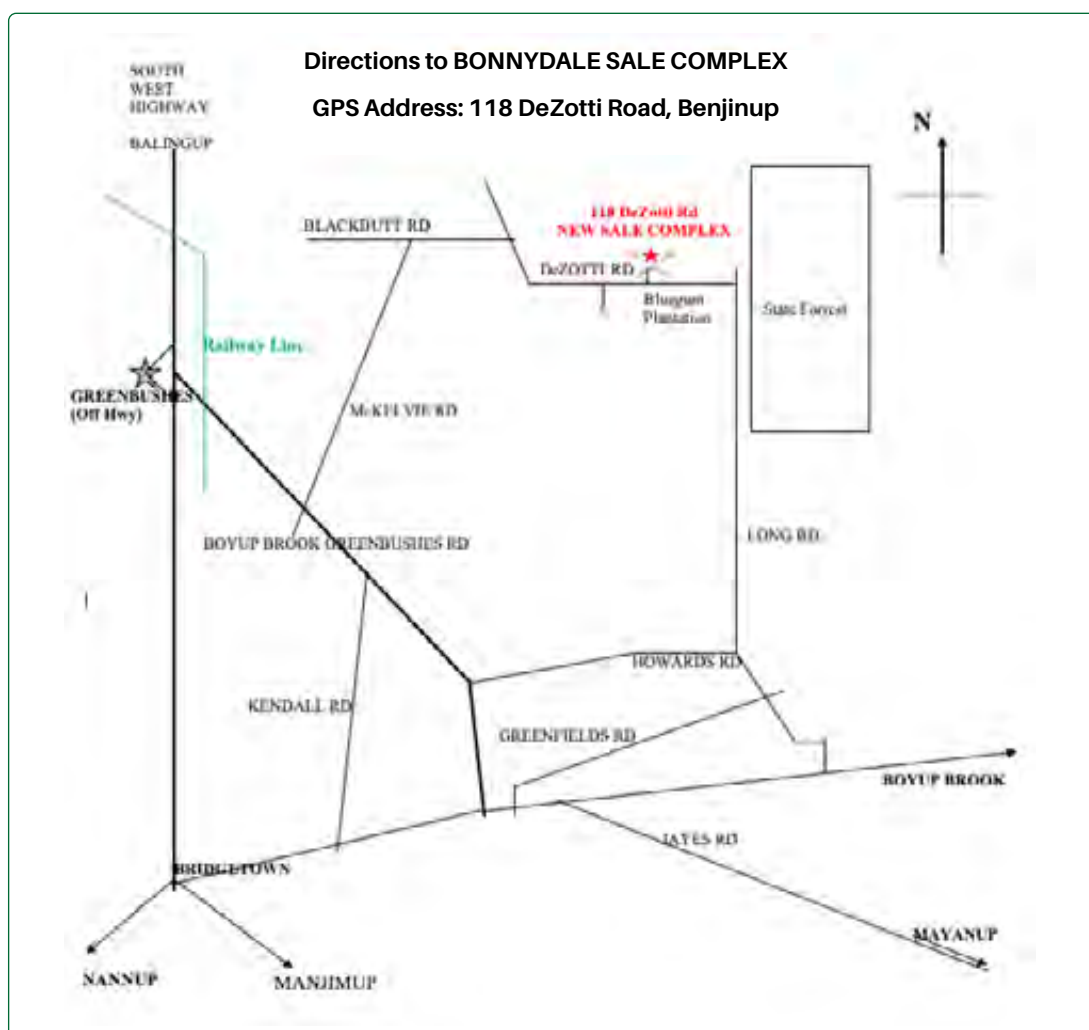 Directions to BONNYDALE SALE COMPLEX
GPS Address: 118 DeZotti Road, Benjinup
SOUTH
WEST
HIGHWAY
BALINGUP
N
BLACKBUTT RD
118 DeZotti Rd
NEW SALE COMPLEX
DeZOTTI RD
Bluegum
Plantation
State Forest
Railway Line
GREENBUSHES
(Off Hwy)
McKELVIE RD
BOYUP BROOK GREENBUSHES RD
LONG RD
HOWARDS RD
KENDALL RD
GREENFIELDS RD
BOYUP BROOK
JAYES RD
BRIDGETOWN
MAYANUP
NANNUP
MANJIMUP